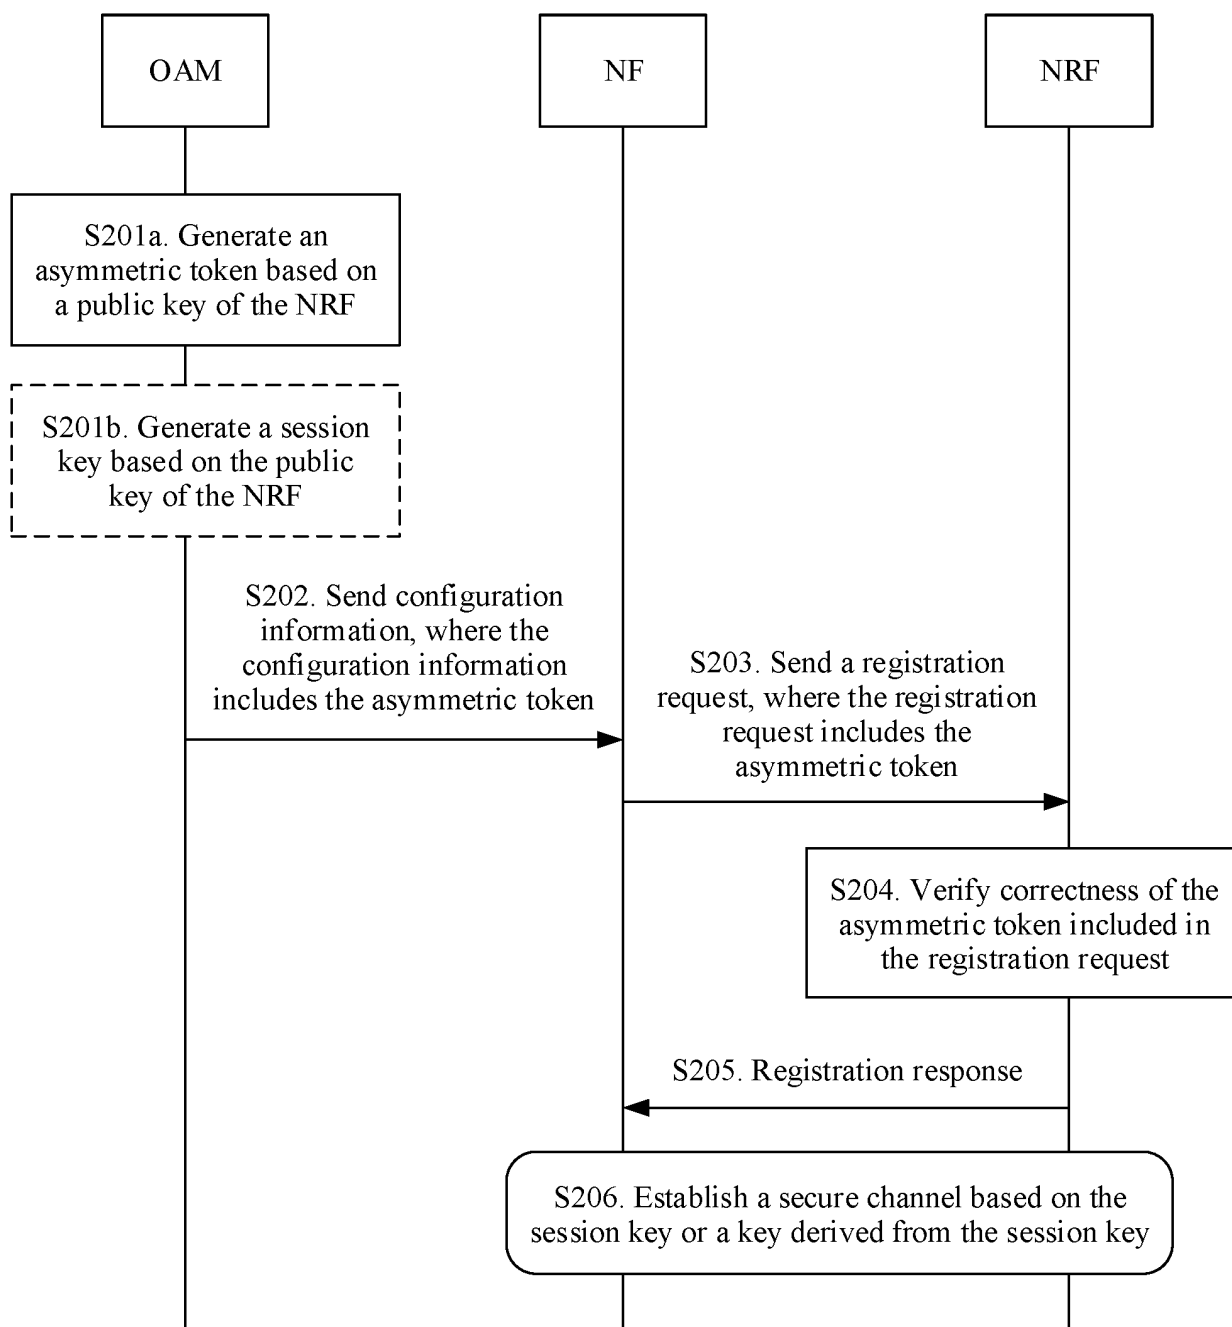 OAM
NF
NRF
S201a. Generate an
asymmetric token based on
a public key of the NRF
S201b. Generate a session
key based on the public
key of the NRF
S202. Send configuration
information, where the
configuration information
includes the asymmetric token
S203. Send a registration
request, where the registration
request includes the
asymmetric token
S204. Verify correctness of the
asymmetric token included in
the registration request
S205. Registration response
S206. Establish a secure channel based on the
session key or a key derived from the session key